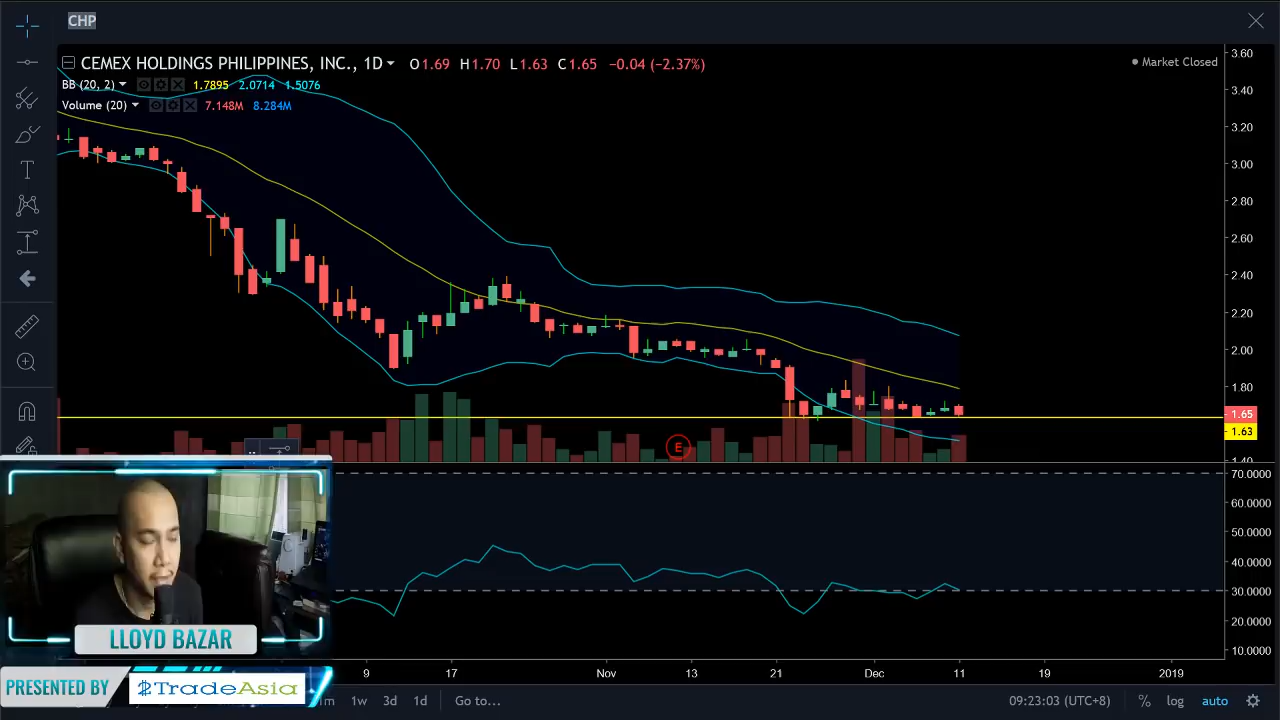 CHP
CEMEX HOLDINGS PHILIPPINES, INC., 1D O1.69 H1.70 L1.63 C1.65 −0.04 (−2.37%)
Market Closed
BB (20, 2) 1.7895 2.0714 1.5076
Volume (20) 7.148M 8.284M
3.60
3.40
3.20
3.00
2.80
2.60
2.40
2.20
2.00
1.80
1.65
1.63
1.40
E
70.0000
60.0000
50.0000
40.0000
30.0000
20.0000
10.0000
LLOYD BAZAR
9 17 Nov 13 21 Dec 11 19 2019
PRESENTED BY TradeAsia
1m 1w 3d 1d Go to... 09:23:03 (UTC+8) % log auto